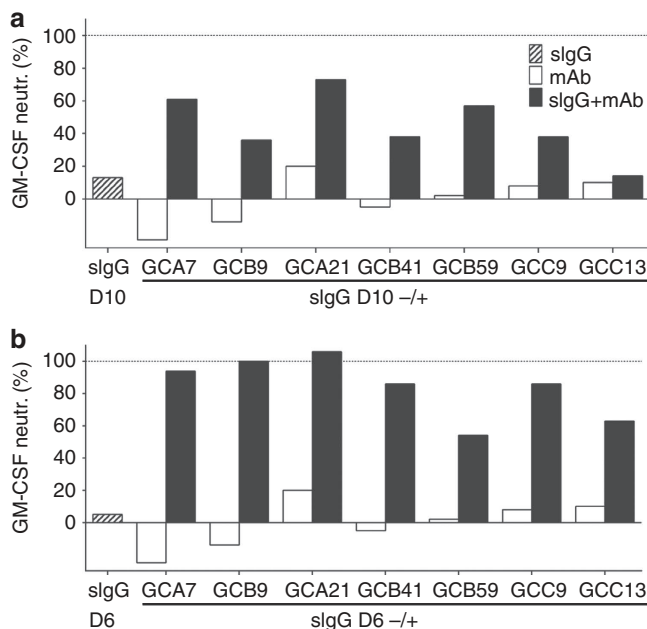 a
GM-CSF neutr. (%)
100
80
60
40
20
0
sIgG
mAb
sIgG+mAb
sIgG GCA7 GCB9 GCA21 GCB41 GCB59 GCC9 GCC13
D10 sIgG D10 –/+
b
GM-CSF neutr. (%)
100
80
60
40
20
0
sIgG GCA7 GCB9 GCA21 GCB41 GCB59 GCC9 GCC13
D6 sIgG D6 –/+